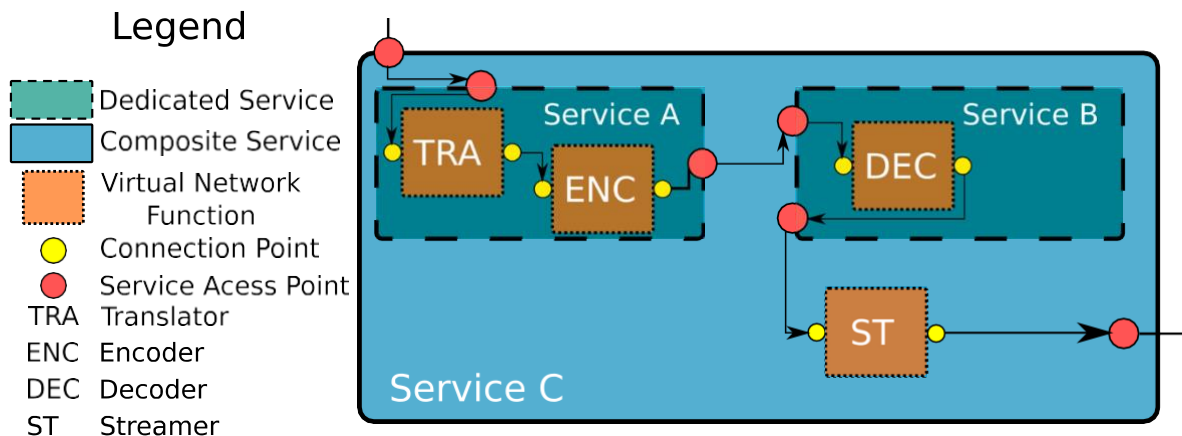 Legend
Dedicated Service
Composite Service
Virtual Network
Function
Connection Point
Service Acess Point
TRA Translator
ENC Encoder
DEC Decoder
ST Streamer
Service A
TRA
ENC
Service B
DEC
ST
Service C